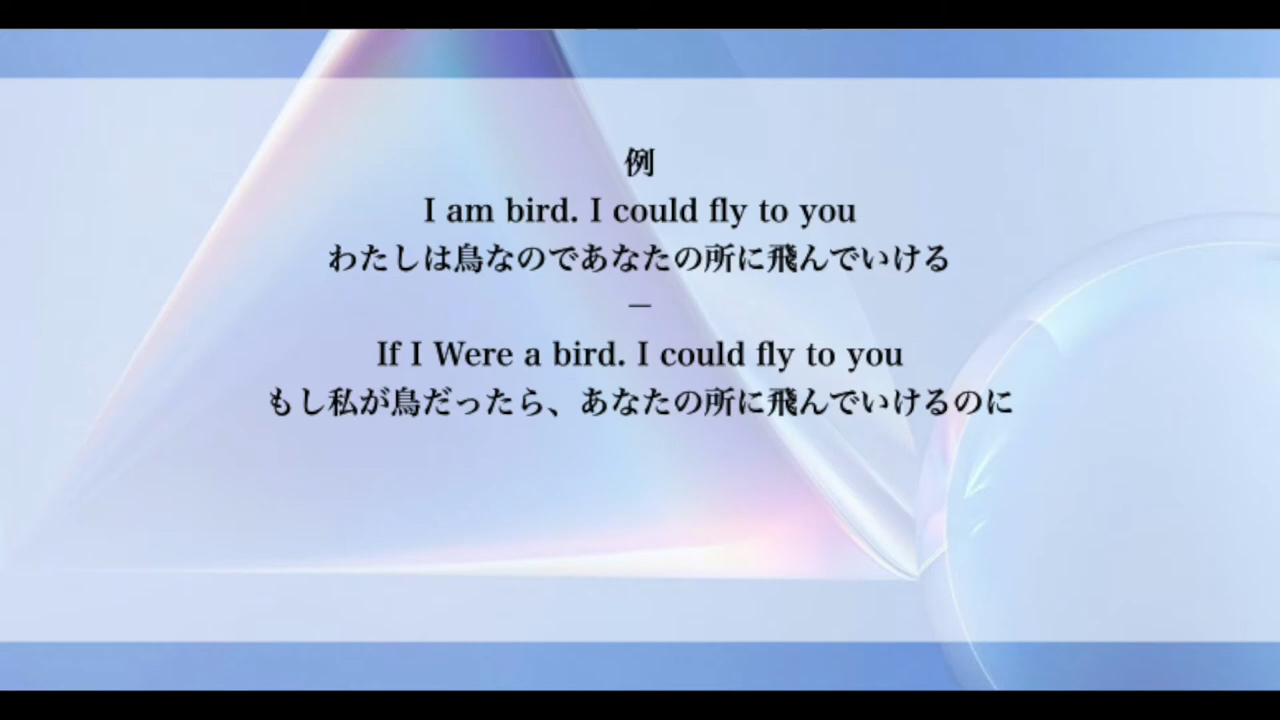 例
I am bird. I could fly to you
わたしは鳥なのであなたの所に飛んでいける
–
If I Were a bird. I could fly to you
もし私が鳥だったら、あなたの所に飛んでいけるのに